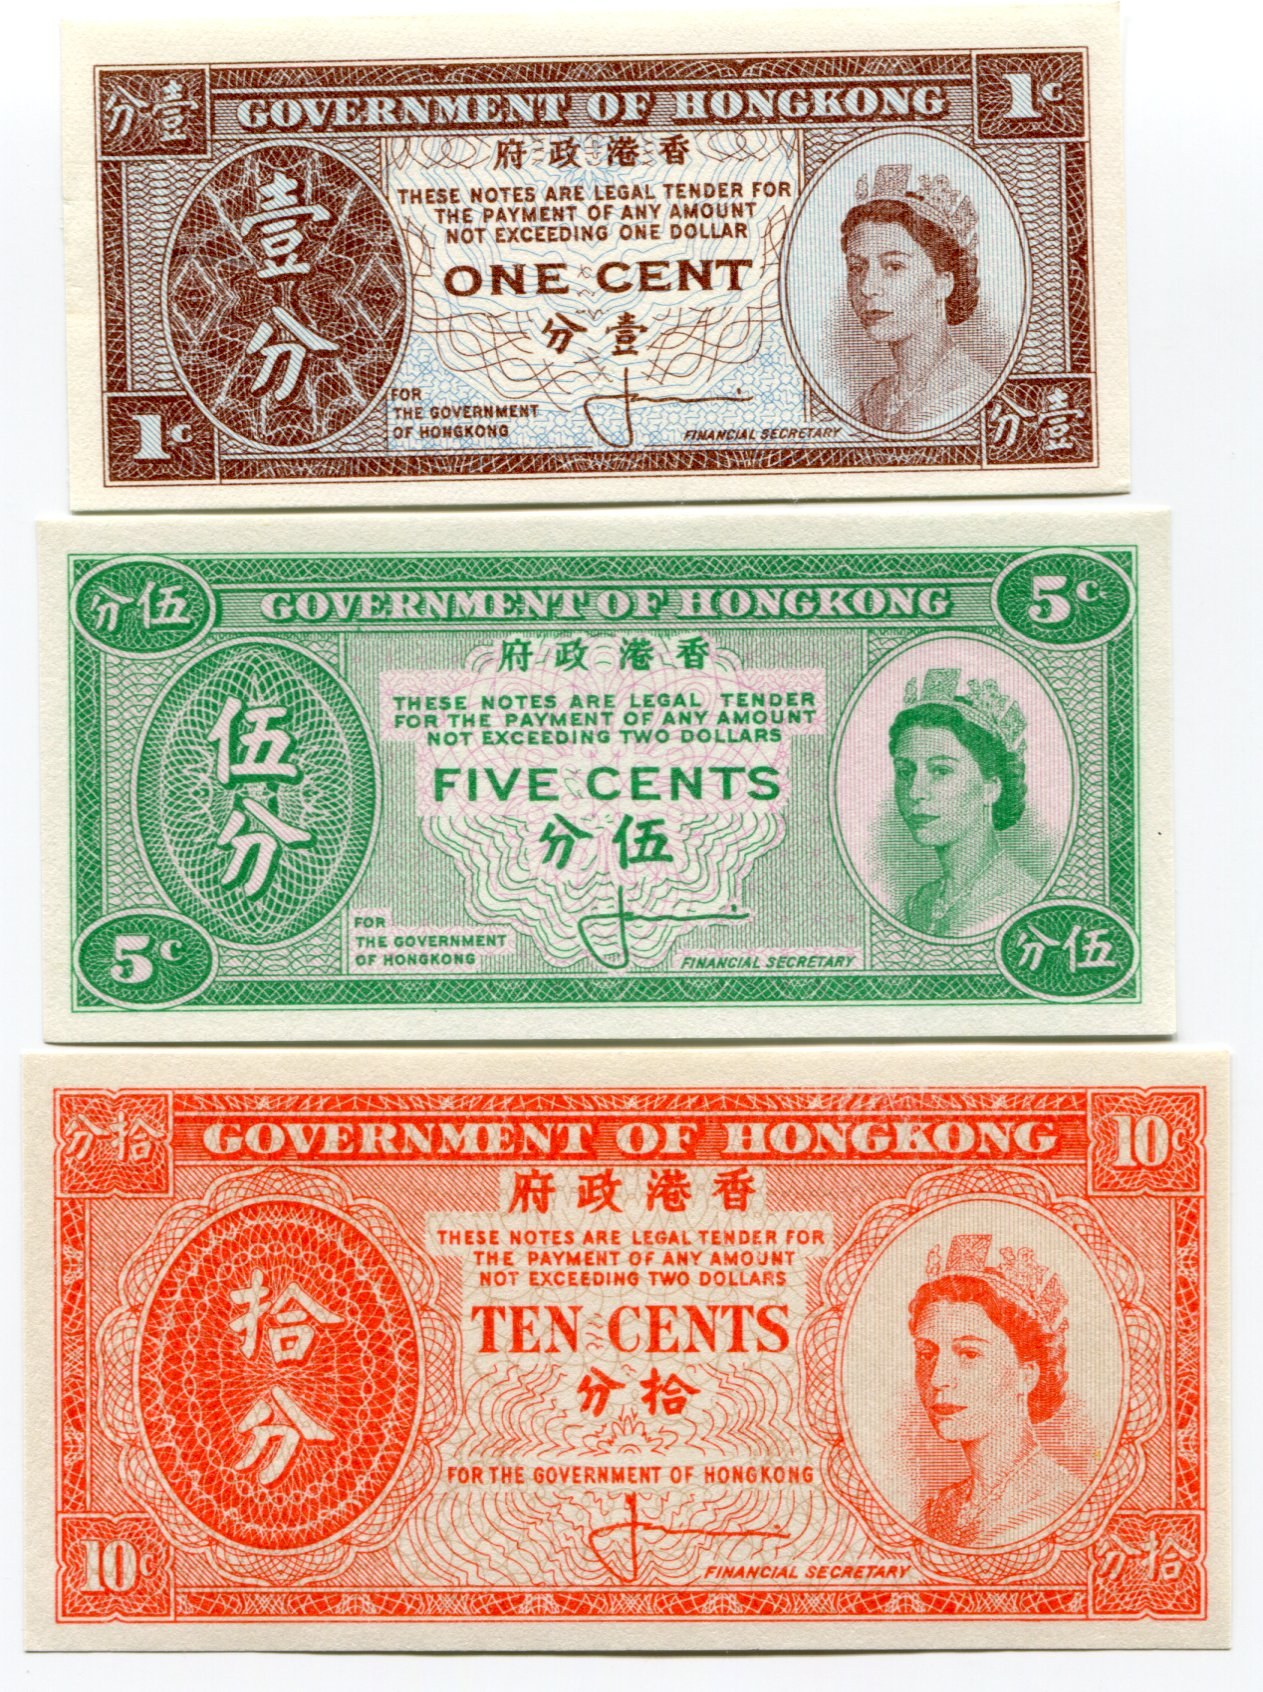 分壹
GOVERNMENT OF HONGKONG
1c
府政港香
THESE NOTES ARE LEGAL TENDER FOR
THE PAYMENT OF ANY AMOUNT
NOT EXCEEDING ONE DOLLAR
壹分
ONE CENT
分壹
FOR
THE GOVERNMENT
OF HONGKONG
FINANCIAL SECRETARY
1c
分壹
分伍
GOVERNMENT OF HONGKONG
5c.
府政港香
THESE NOTES ARE LEGAL TENDER
FOR THE PAYMENT OF ANY AMOUNT
NOT EXCEEDING TWO DOLLARS
伍分
FIVE CENTS
分伍
FOR
THE GOVERNMENT
OF HONGKONG
FINANCIAL SECRETARY
5c
分伍
分拾
GOVERNMENT OF HONGKONG
10c
府政港香
THESE NOTES ARE LEGAL TENDER FOR
THE PAYMENT OF ANY AMOUNT
NOT EXCEEDING TWO DOLLARS
拾分
TEN CENTS
分拾
FOR THE GOVERNMENT OF HONGKONG
FINANCIAL SECRETARY
10c
分拾